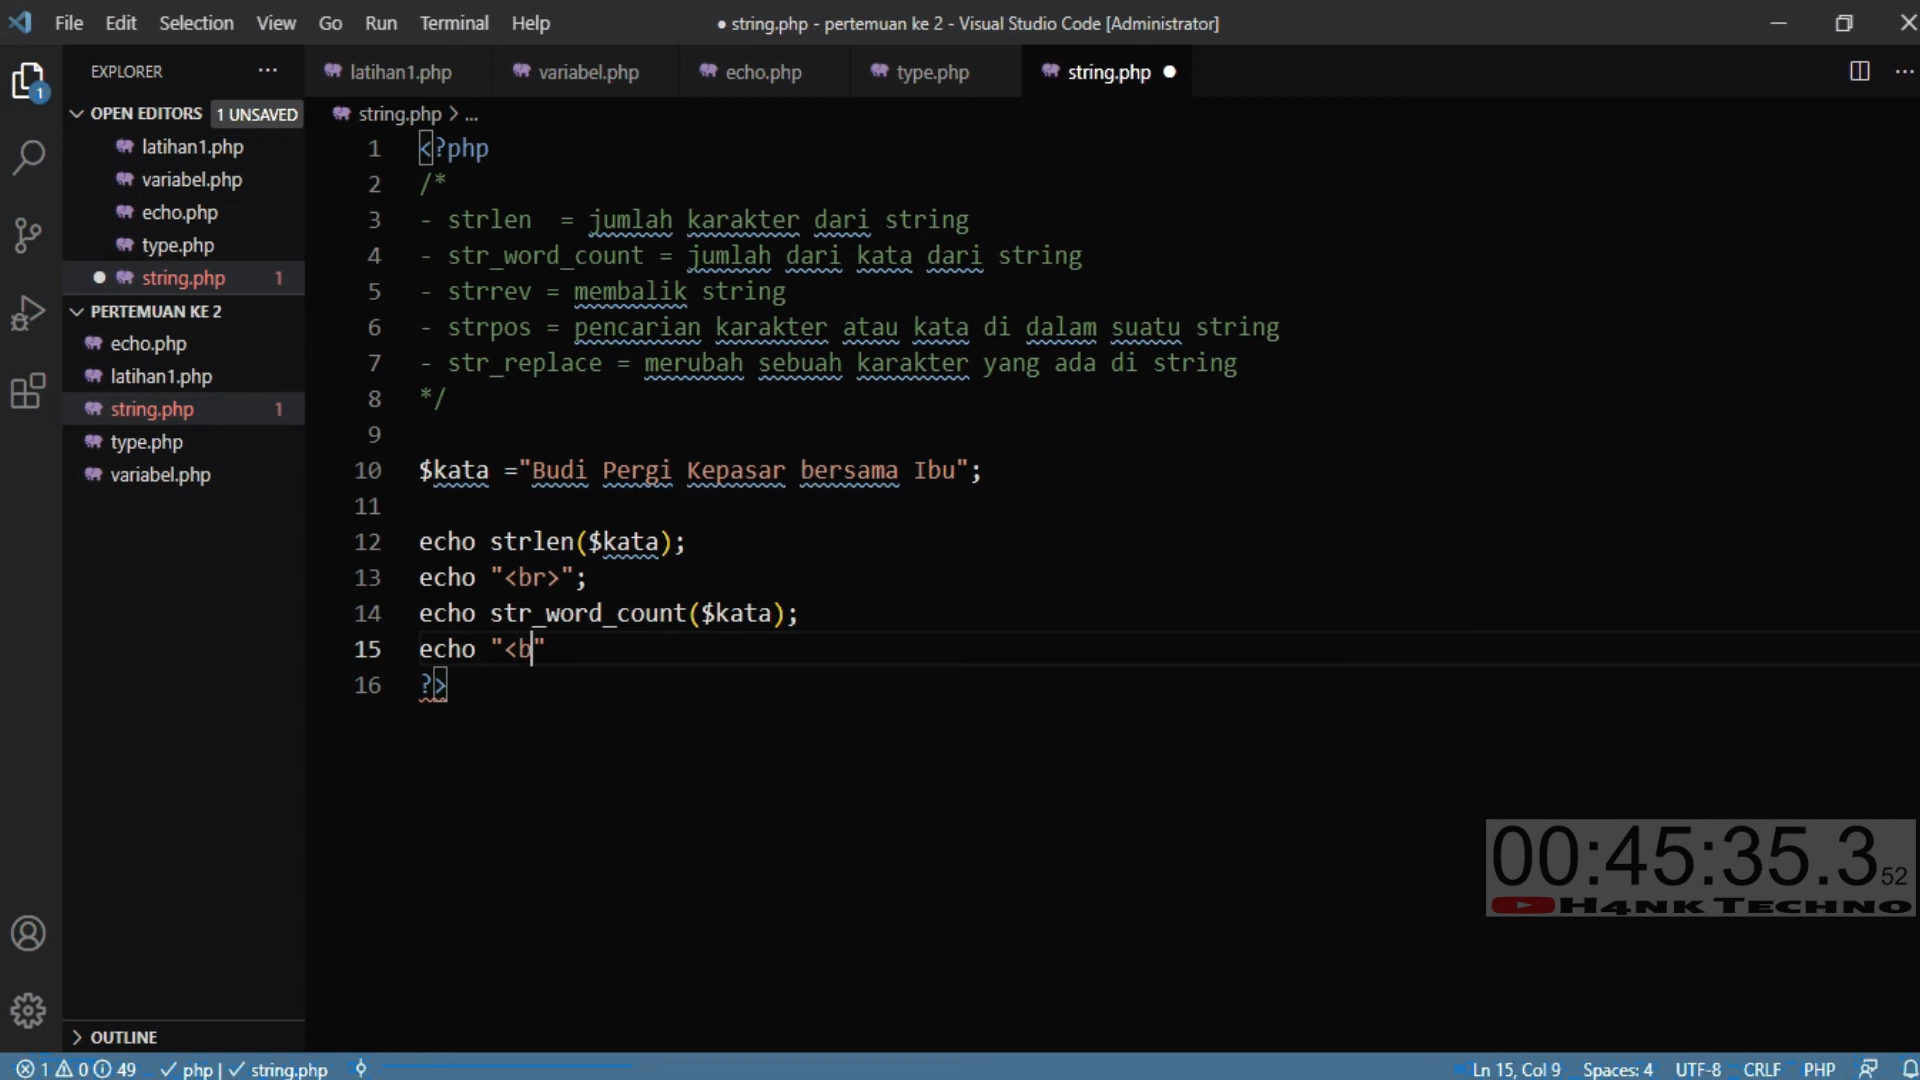 File Edit Selection View Go Run Terminal Help
● string.php - pertemuan ke 2 - Visual Studio Code [Administrator]
EXPLORER
latihan1.php variabel.php echo.php type.php string.php
OPEN EDITORS 1 UNSAVED
latihan1.php
variabel.php
echo.php
type.php
string.php 1
PERTEMUAN KE 2
echo.php
latihan1.php
string.php 1
type.php
variabel.php
OUTLINE
1
string.php > ...
1 <?php
2 /*
3 - strlen  = jumlah karakter dari string
4 - str_word_count = jumlah dari kata dari string
5 - strrev = membalik string
6 - strpos = pencarian karakter atau kata di dalam suatu string
7 - str_replace = merubah sebuah karakter yang ada di string
8 */
9
10 $kata ="Budi Pergi Kepasar bersama Ibu";
11
12 echo strlen($kata);
13 echo "<br>";
14 echo str_word_count($kata);
15 echo "<b"
16 ?>
00:45:35.352
H4NK TECHNO
1 0 49 php | string.php
Ln 15, Col 9 Spaces: 4 UTF-8 CRLF PHP